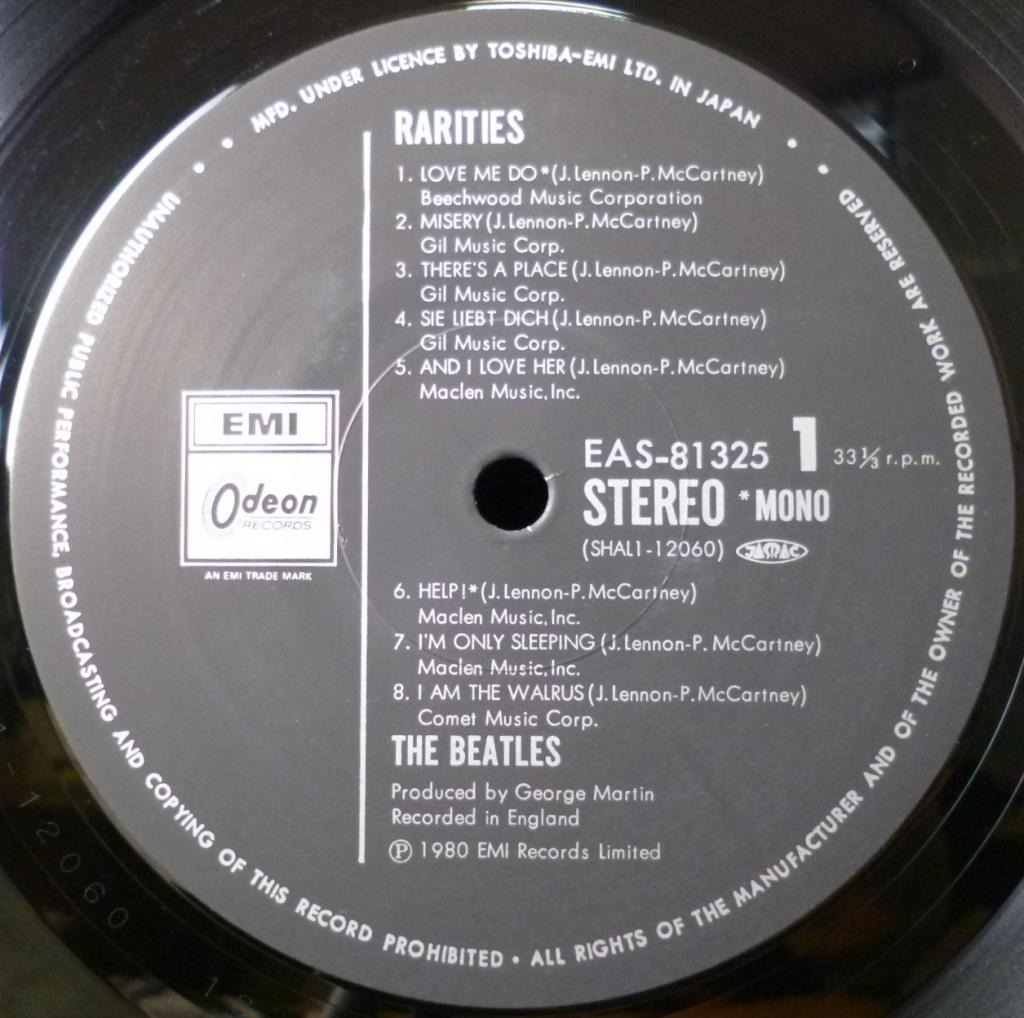 MFD. UNDER LICENCE BY TOSHIBA-EMI LTD. IN JAPAN
RARITIES
1. LOVE ME DO*(J.Lennon-P.McCartney)
Beechwood Music Corporation
2. MISERY(J.Lennon-P.McCartney)
Gil Music Corp.
3. THERE'S A PLACE(J.Lennon-P.McCartney)
Gil Music Corp.
4. SIE LIEBT DICH(J.Lennon-P.McCartney)
Gil Music Corp.
5. AND I LOVE HER(J.Lennon-P.McCartney)
Maclen Music,Inc.
EMI
Odeon
RECORDS
AN EMI TRADE MARK
EAS-81325 1 33⅓ r.p.m.
STEREO *MONO
(SHAL1-12060) JASRAC
6. HELP!*(J.Lennon-P.McCartney)
Maclen Music,Inc.
7. I'M ONLY SLEEPING(J.Lennon-P.McCartney)
Maclen Music,Inc.
8. I AM THE WALRUS(J.Lennon-P.McCartney)
Comet Music Corp.
THE BEATLES
Produced by George Martin
Recorded in England
Ⓟ 1980 EMI Records Limited
UNAUTHORIZED PUBLIC PERFORMANCE, BROADCASTING AND COPYING OF THIS RECORD PROHIBITED • ALL RIGHTS OF THE MANUFACTURER AND OF THE OWNER OF THE RECORDED WORK ARE RESERVED
12060